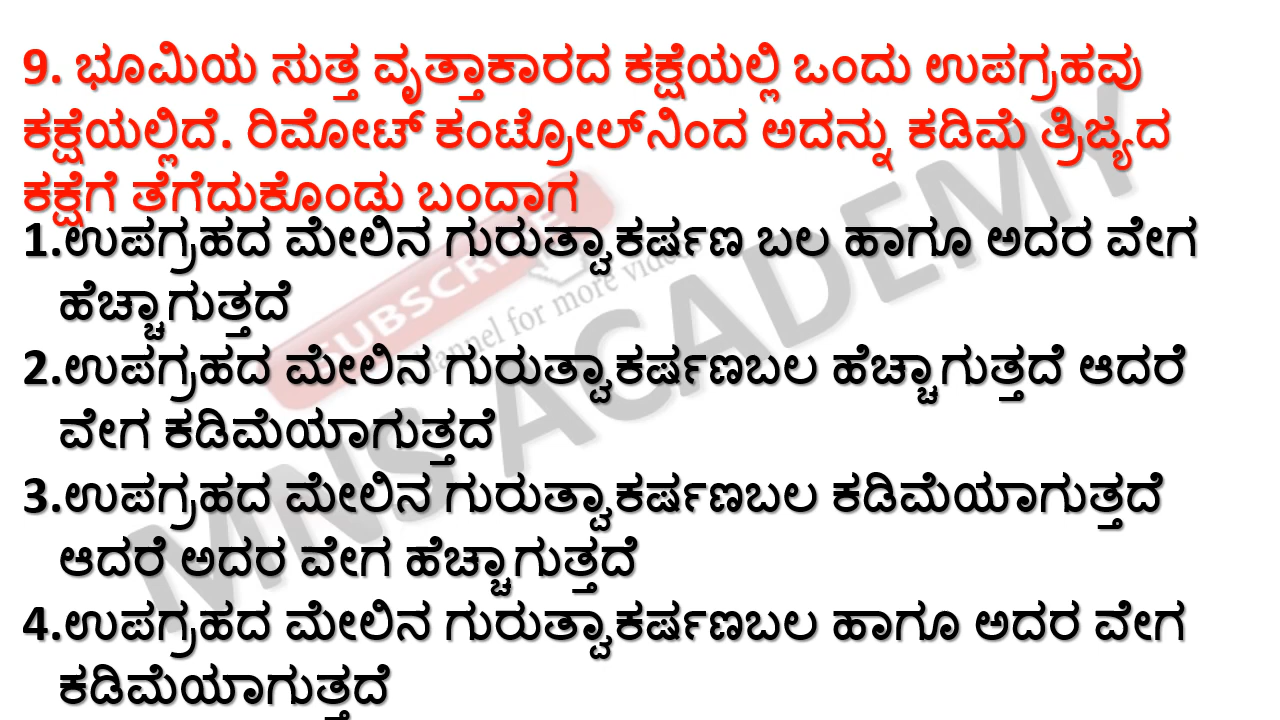 9. ಭೂಮಿಯ ಸುತ್ತ ವೃತ್ತಾಕಾರದ ಕಕ್ಷೆಯಲ್ಲಿ ಒಂದು ಉಪಗ್ರಹವು
ಕಕ್ಷೆಯಲ್ಲಿದೆ. ರಿಮೋಟ್ ಕಂಟ್ರೋಲ್‌ನಿಂದ ಅದನ್ನು ಕಡಿಮೆ ತ್ರಿಜ್ಯದ
ಕಕ್ಷೆಗೆ ತೆಗೆದುಕೊಂಡು ಬಂದಾಗ
1.ಉಪಗ್ರಹದ ಮೇಲಿನ ಗುರುತ್ವಾಕರ್ಷಣ ಬಲ ಹಾಗೂ ಅದರ ವೇಗ
ಹೆಚ್ಚಾಗುತ್ತದೆ
2.ಉಪಗ್ರಹದ ಮೇಲಿನ ಗುರುತ್ವಾಕರ್ಷಣಬಲ ಹೆಚ್ಚಾಗುತ್ತದೆ ಆದರೆ
ವೇಗ ಕಡಿಮೆಯಾಗುತ್ತದೆ
3.ಉಪಗ್ರಹದ ಮೇಲಿನ ಗುರುತ್ವಾಕರ್ಷಣಬಲ ಕಡಿಮೆಯಾಗುತ್ತದೆ
ಆದರೆ ಅದರ ವೇಗ ಹೆಚ್ಚಾಗುತ್ತದೆ
4.ಉಪಗ್ರಹದ ಮೇಲಿನ ಗುರುತ್ವಾಕರ್ಷಣಬಲ ಹಾಗೂ ಅದರ ವೇಗ
ಕಡಿಮೆಯಾಗುತ್ತದೆ
SUBSCRIBE
for more
MNS ACADEMY